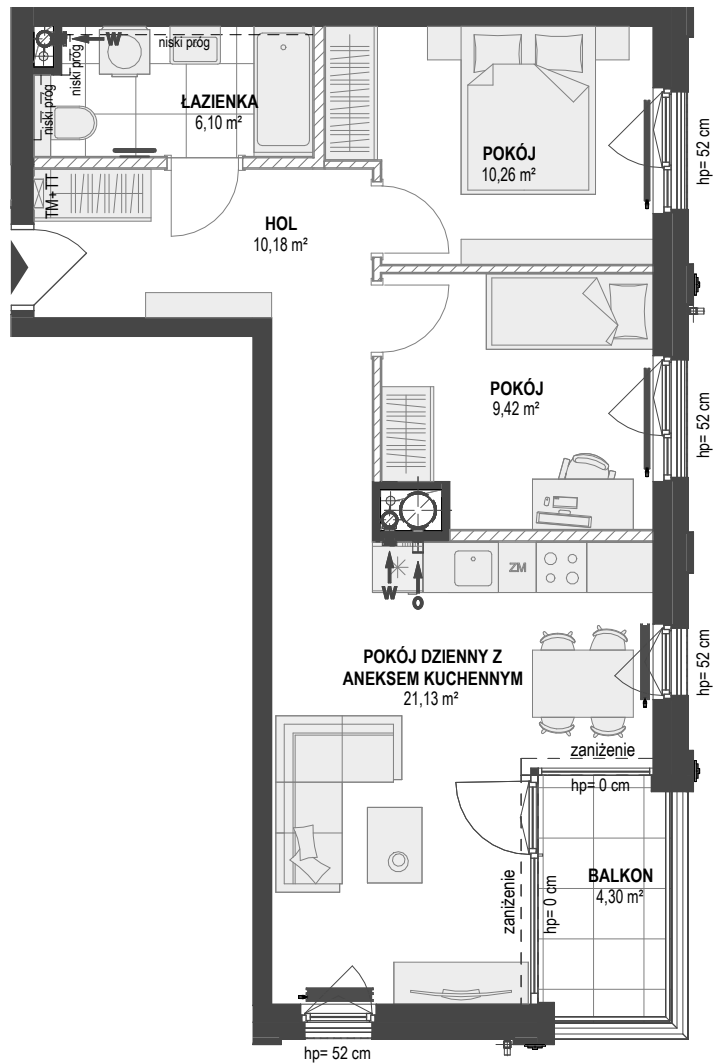 W
niski próg
niski próg
niski próg
ŁAZIENKA
6,10 m²
POKÓJ
10,26 m²
hp= 52 cm
TM+TT
HOL
10,18 m²
POKÓJ
9,42 m²
hp= 52 cm
W
O
ZM
POKÓJ DZIENNY Z
ANEKSEM KUCHENNYM
21,13 m²
hp= 52 cm
zaniżenie
hp= 0 cm
zaniżenie
hp= 0 cm
BALKON
4,30 m²
hp= 52 cm